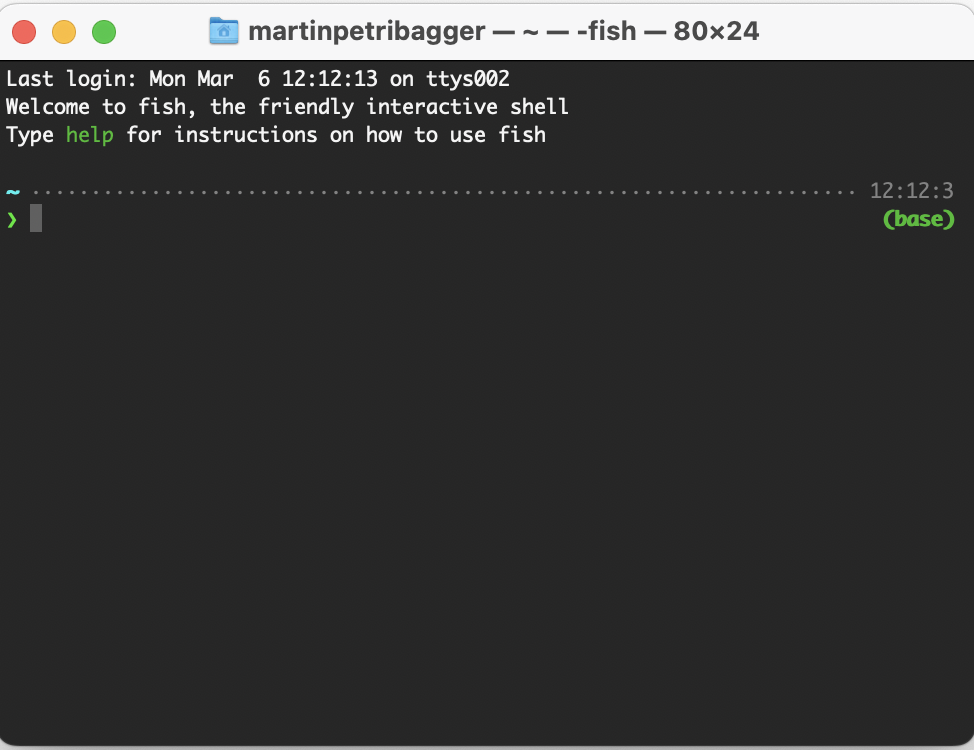 martinpetribagger — ~ — -fish — 80×24
Last login: Mon Mar  6 12:12:13 on ttys002
Welcome to fish, the friendly interactive shell
Type help for instructions on how to use fish
~ ····································································· 12:12:3
❯ (base)